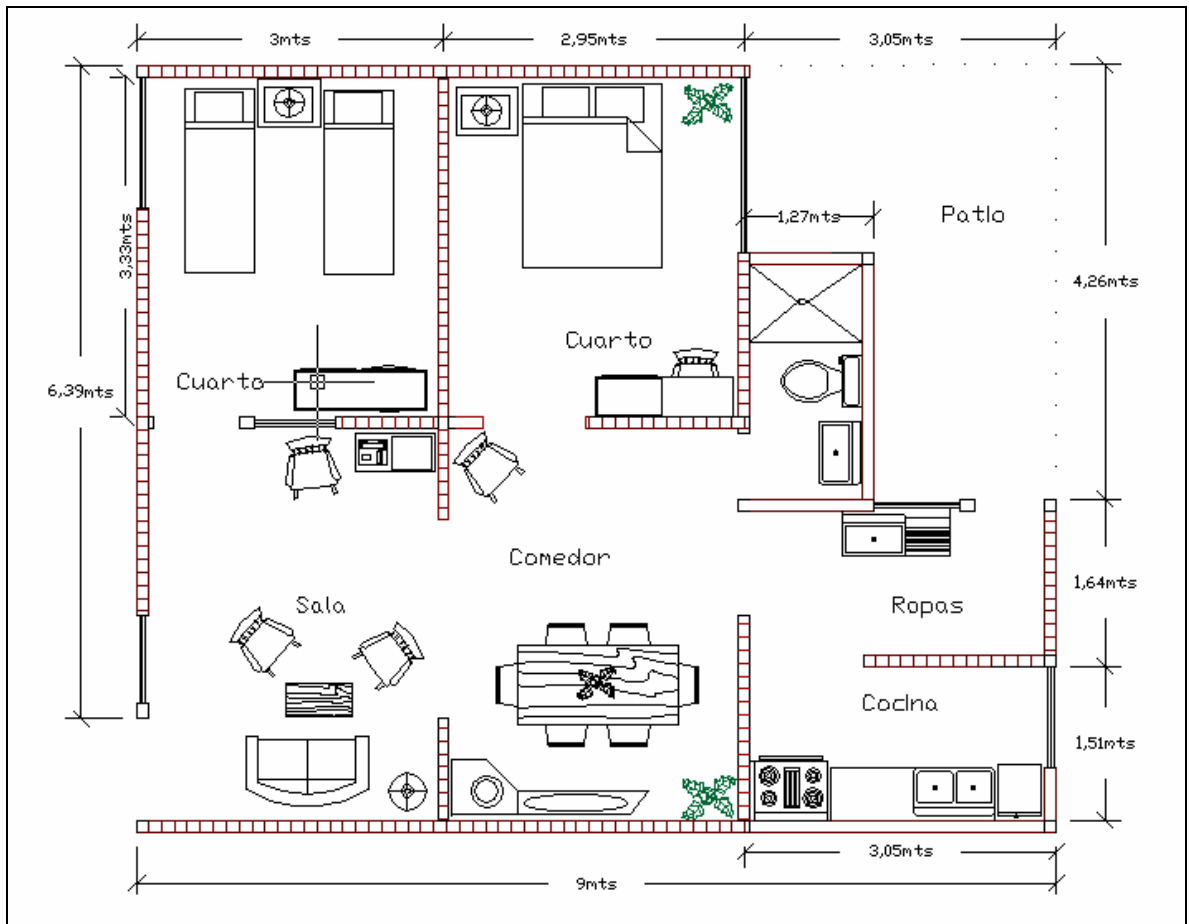 3mts
2,95mts
3,05mts
1,27mts
Patio
3,33mts
4,26mts
Cuarto
Cuarto
6,39mts
Comedor
1,64mts
Sala
Ropas
Cocina
1,51mts
3,05mts
9mts